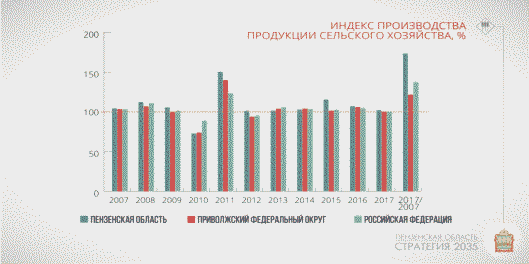 ИНДЕКС ПРОИЗВОДСТВА
ПРОДУКЦИИ СЕЛЬСКОГО ХОЗЯЙСТВА, %
200
150
100
50
0
2007 2008 2009 2010 2011 2012 2013 2014 2015 2016 2017 2017/
2007
ПЕНЗЕНСКАЯ ОБЛАСТЬ ПРИВОЛЖСКИЙ ФЕДЕРАЛЬНЫЙ ОКРУГ РОССИЙСКАЯ ФЕДЕРАЦИЯ
ПЕНЗЕНСКАЯ ОБЛАСТЬ
СТРАТЕГИЯ 2035